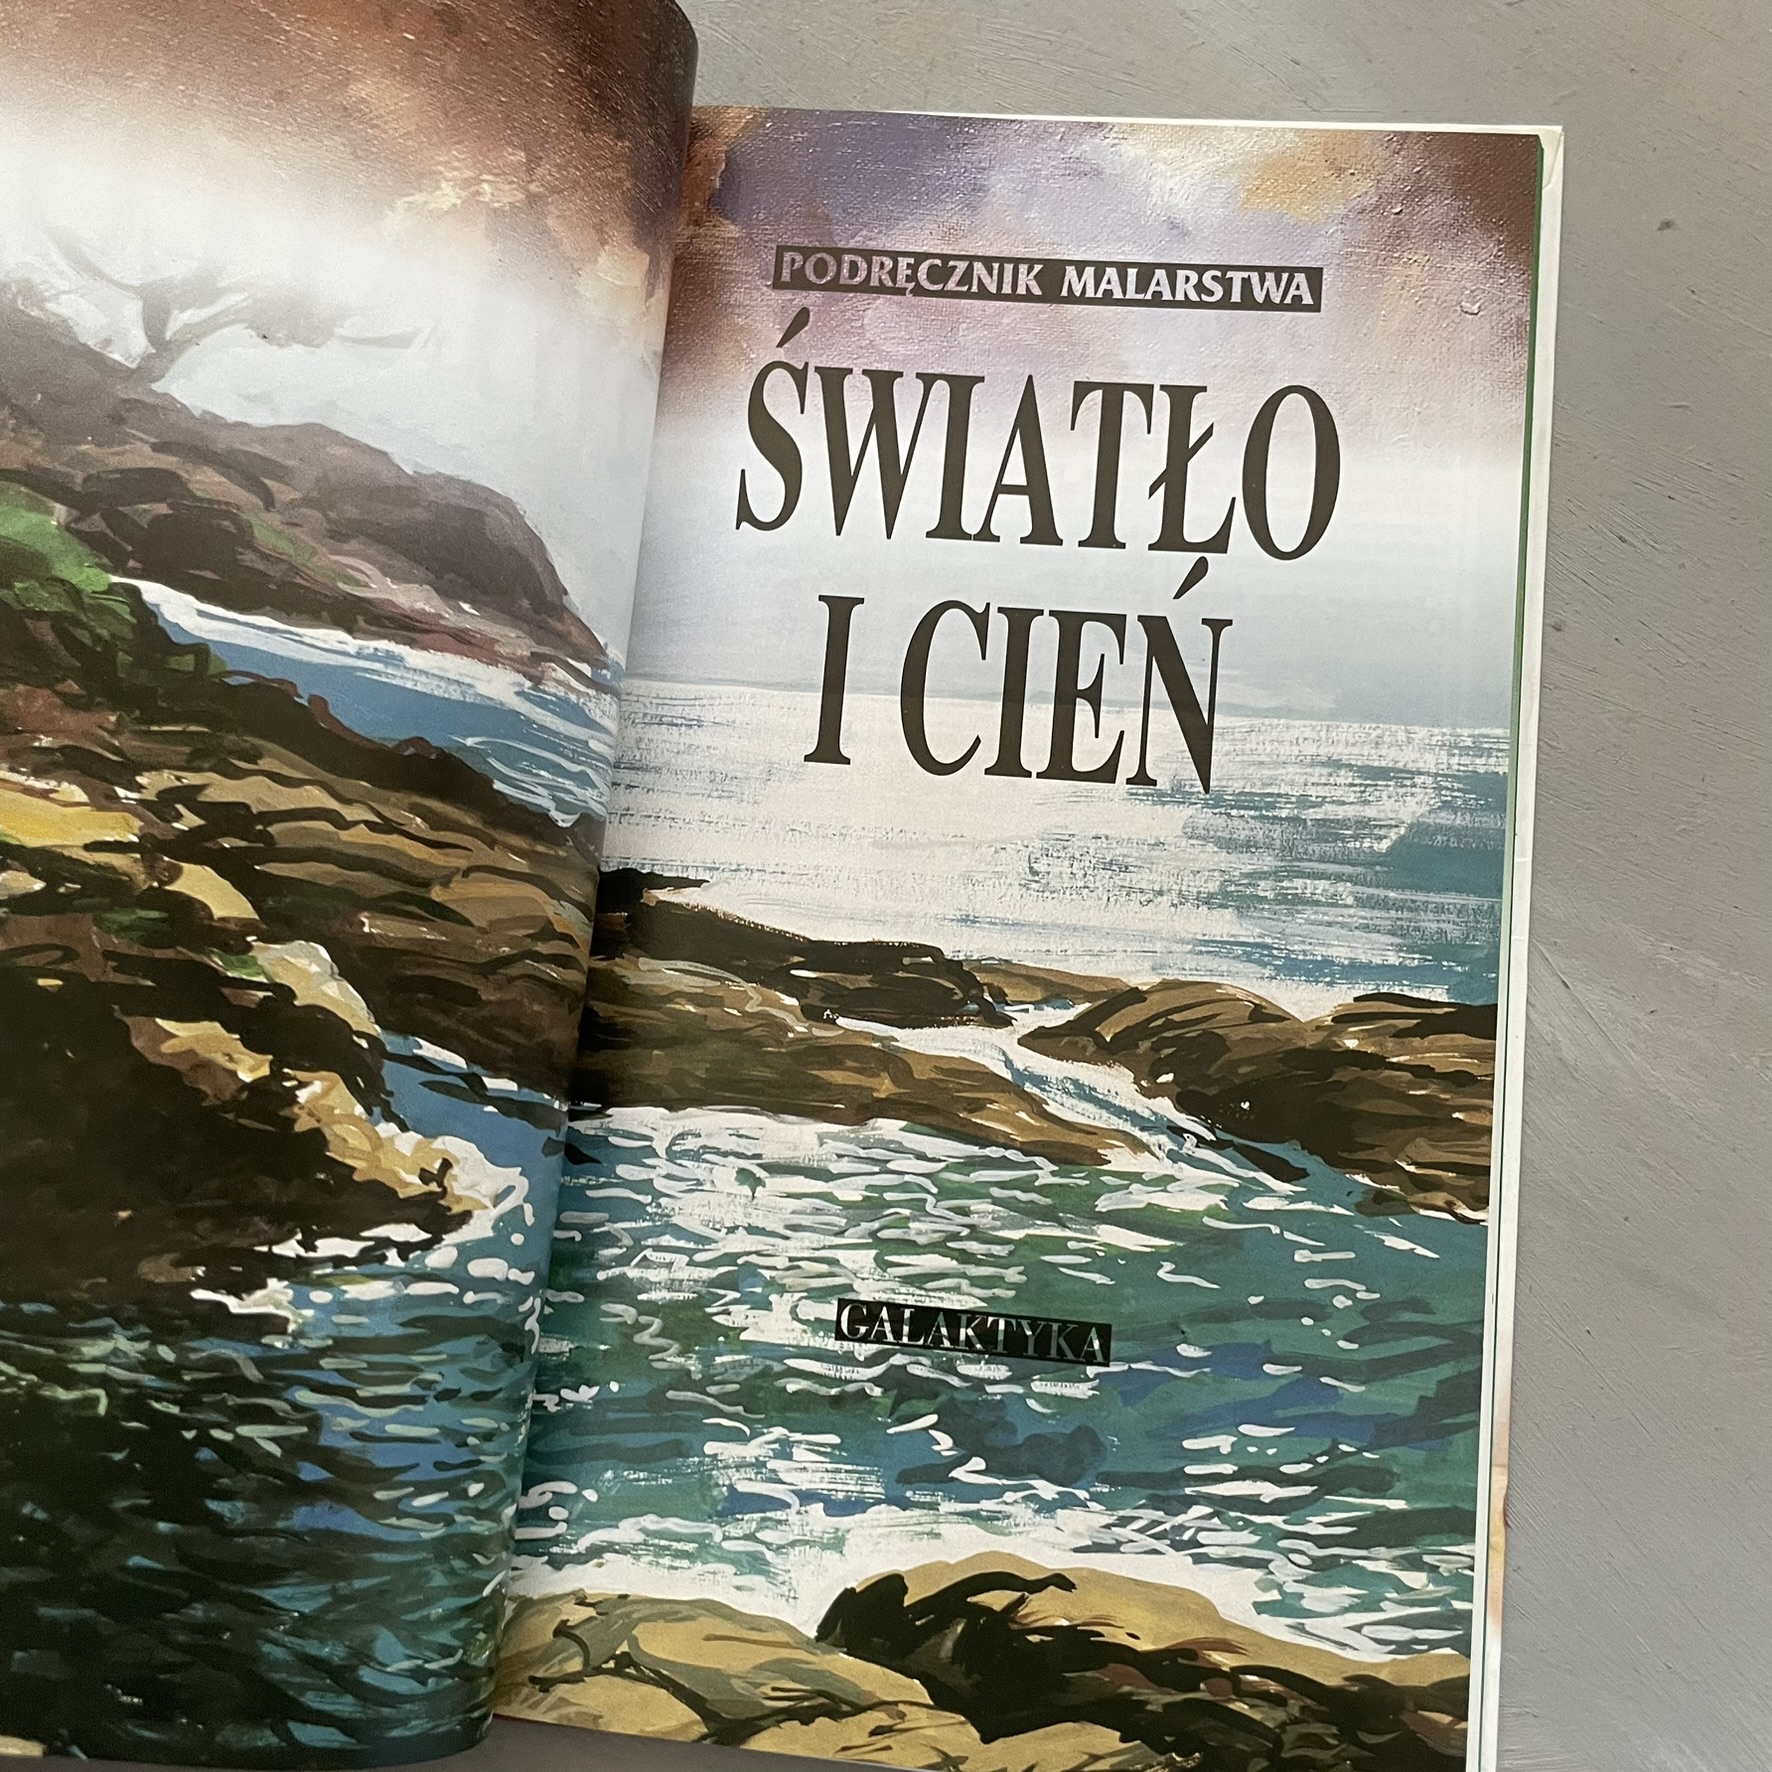 PODRĘCZNIK MALARSTWA
ŚWIATŁO
I CIEŃ
GALAKTYKA